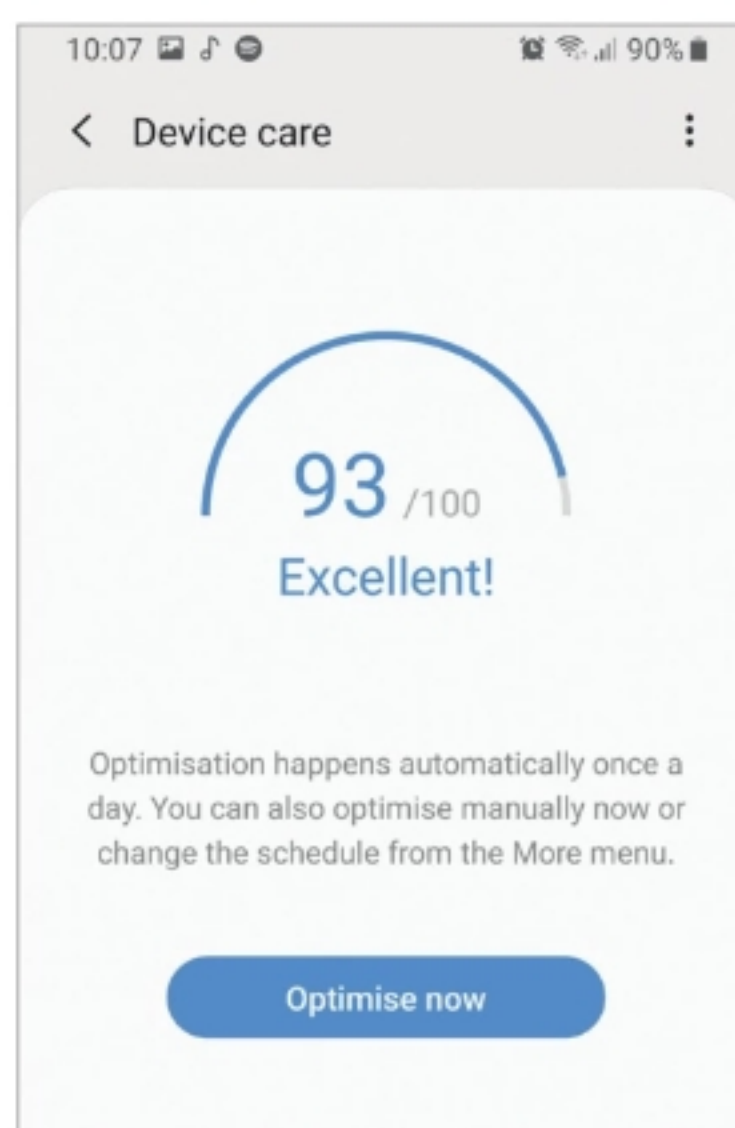 10:07 90%
Device care
93 /100
Excellent!
Optimisation happens automatically once a
day. You can also optimise manually now or
change the schedule from the More menu.
Optimise now